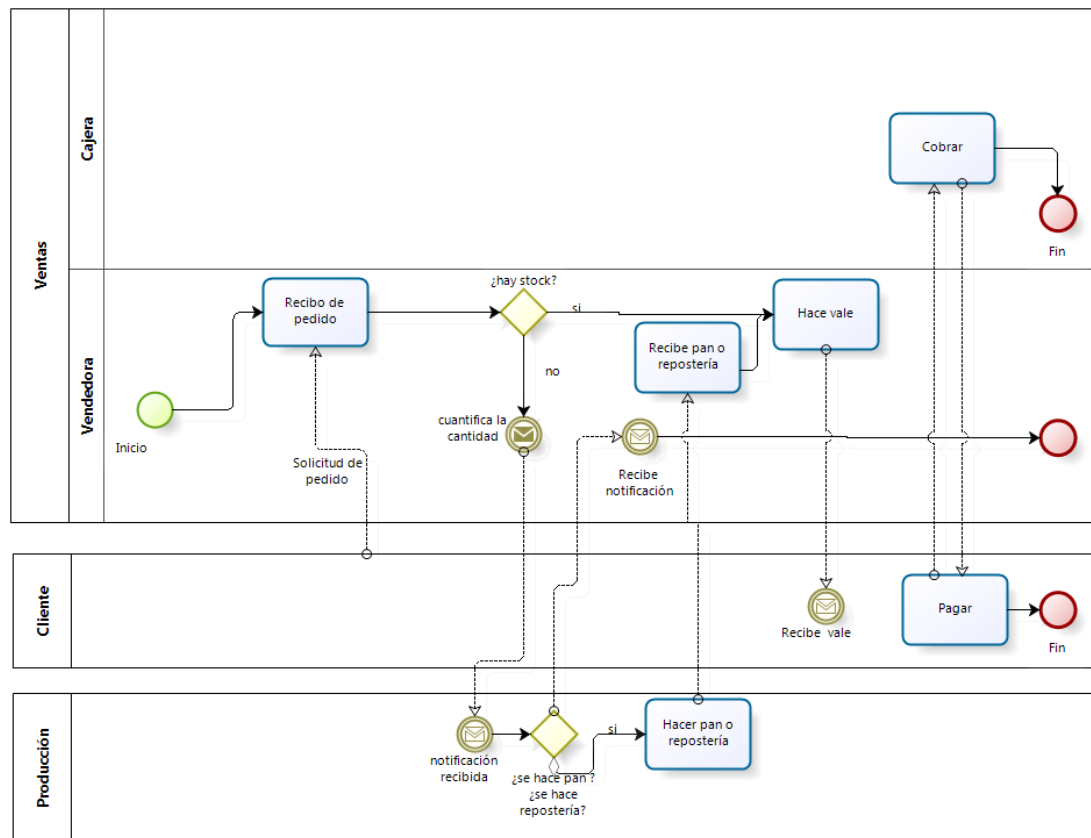 Ventas
Cajera
Cobrar
Fin
Vendedora
¿hay stock?
Recibo de
pedido
si
Hace vale
Recibe pan o
repostería
no
cuantifica la
cantidad
Inicio
Solicitud de
pedido
Recibe
notificación
Cliente
Pagar
Recibe vale
Fin
Producción
Hacer pan o
repostería
si
notificación
recibida
¿se hace pan ?
¿se hace
repostería?